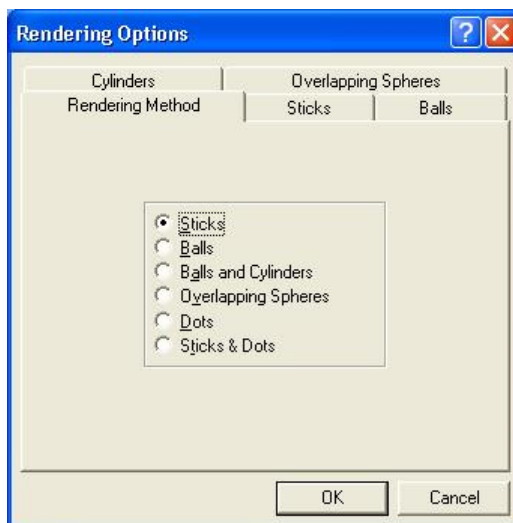 Rendering Options
Cylinders Overlapping Spheres
Rendering Method Sticks Balls
Sticks
Balls
Balls and Cylinders
Overlapping Spheres
Dots
Sticks & Dots
OK Cancel